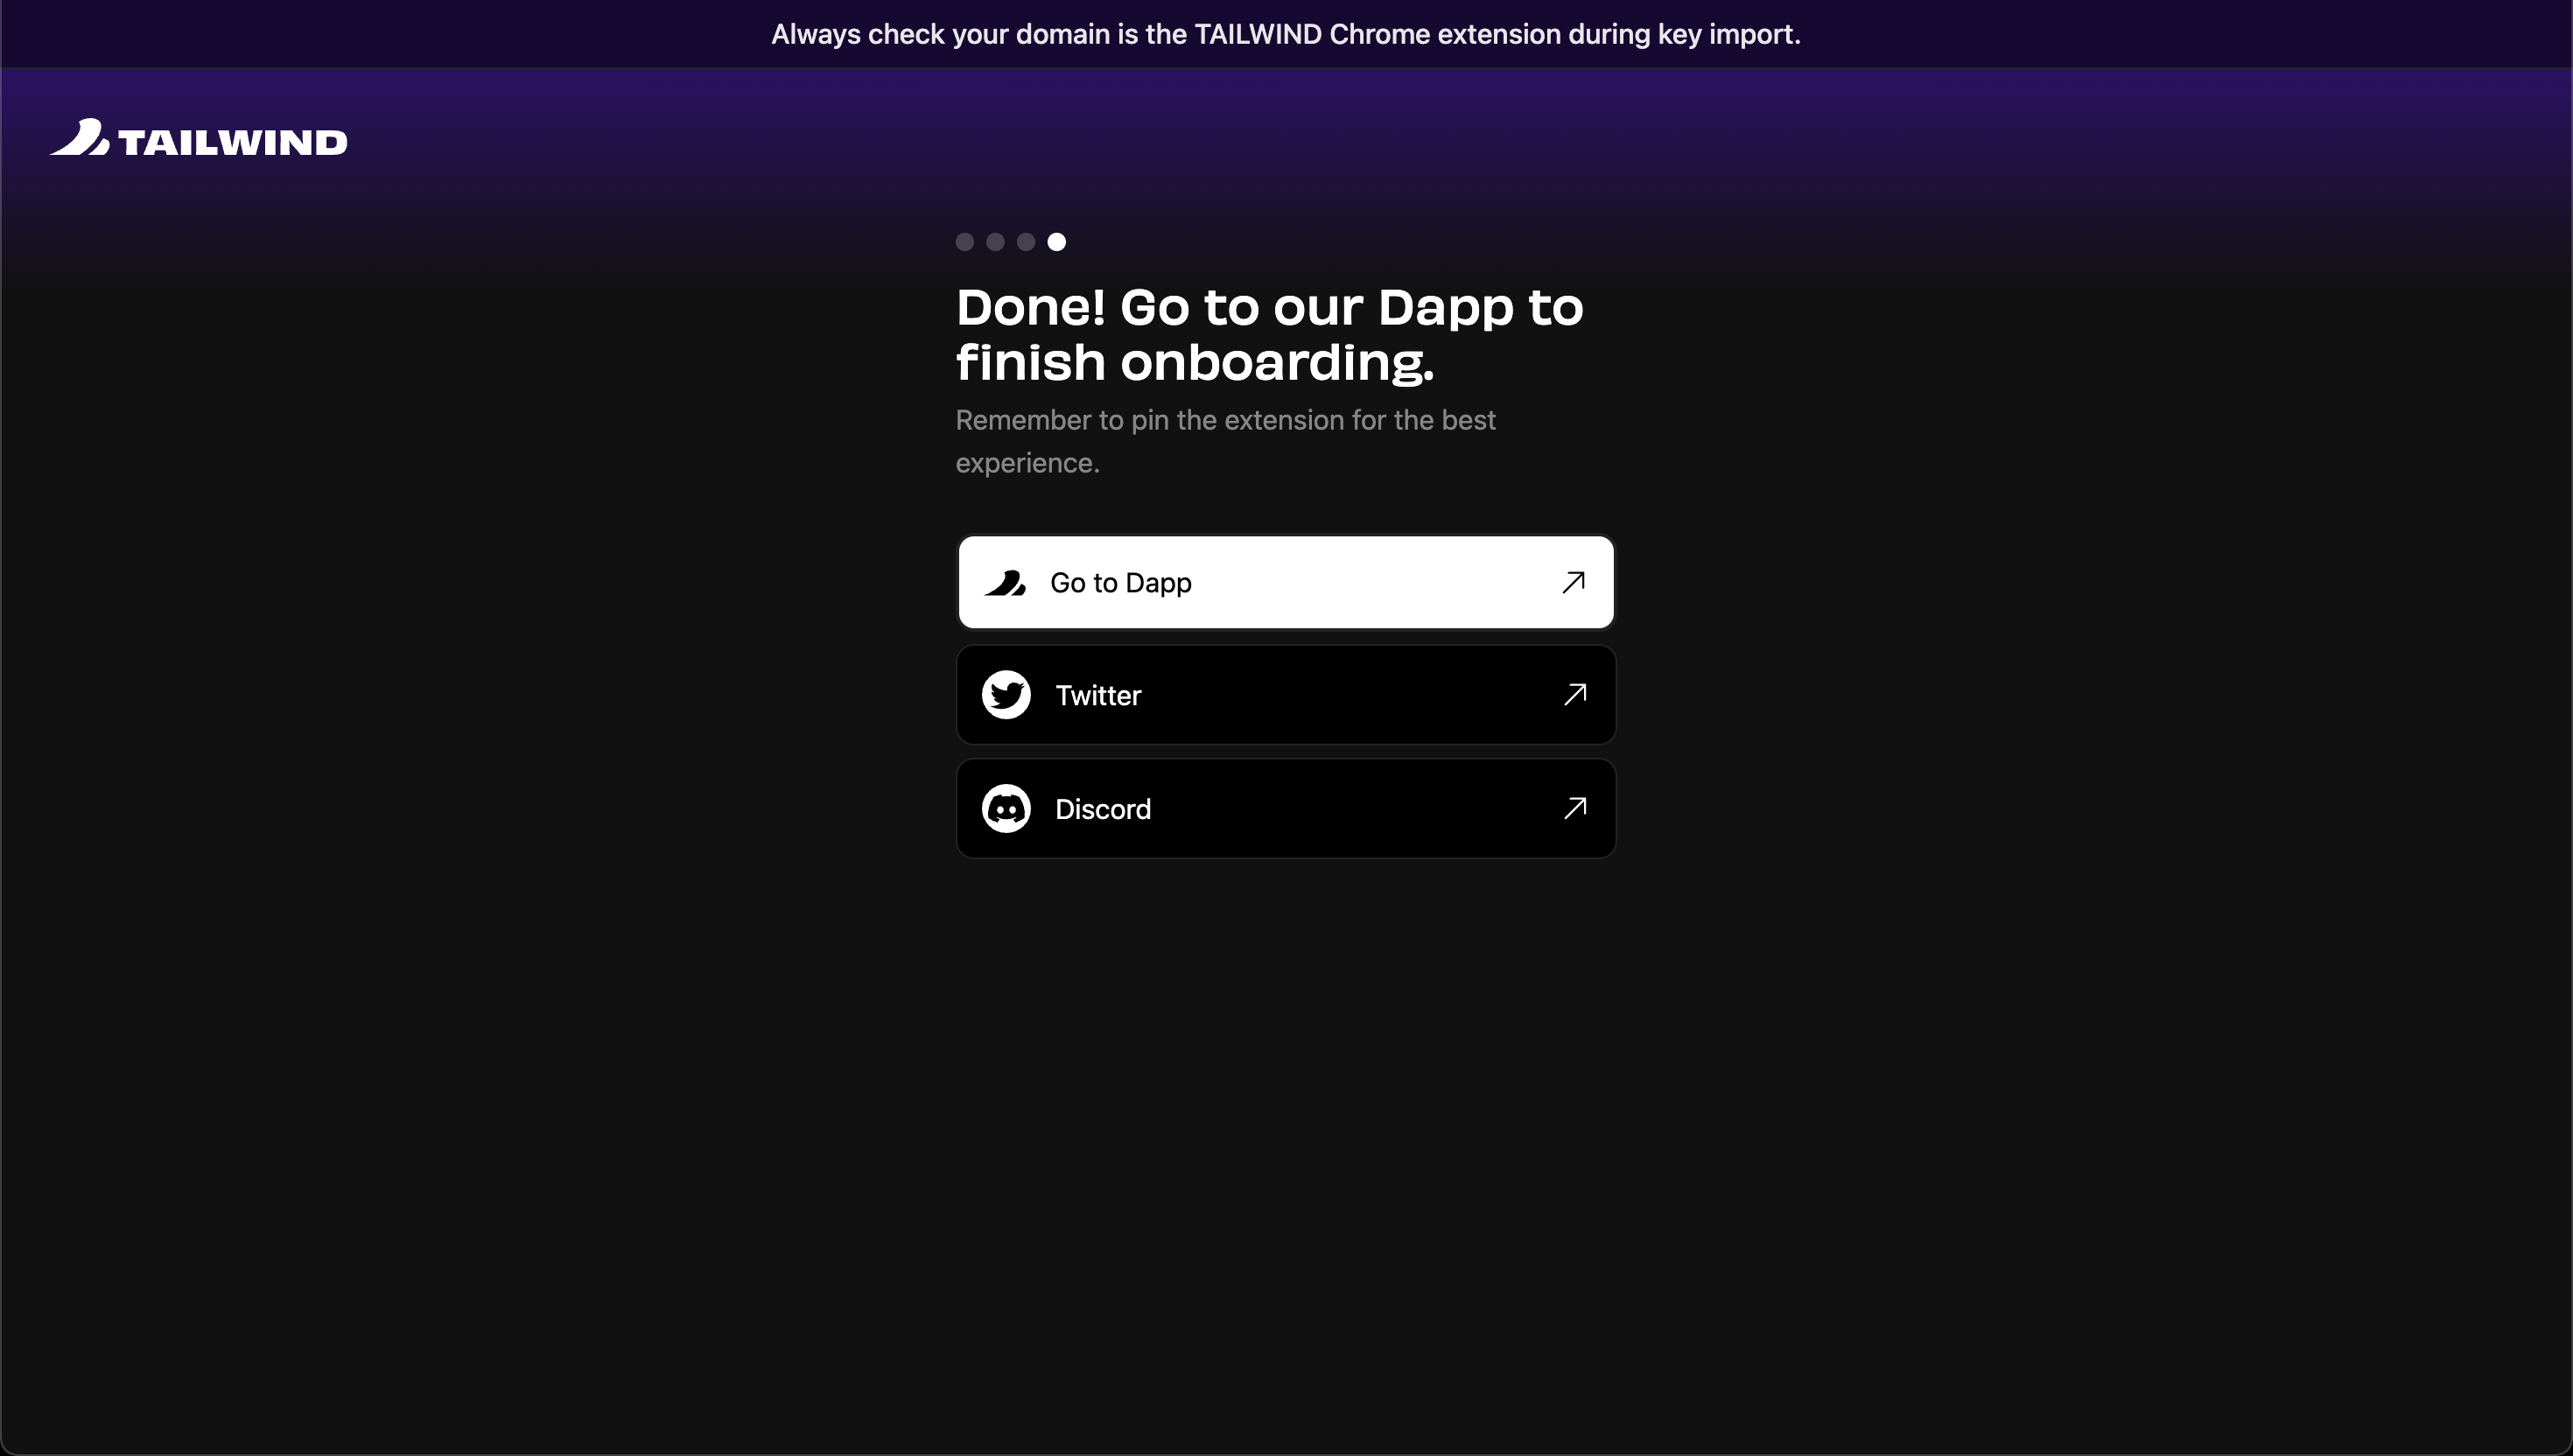 Always check your domain is the TAILWIND Chrome extension during key import.
TAILWIND
Done! Go to our Dapp to
finish onboarding.
Remember to pin the extension for the best
experience.
Go to Dapp
Twitter
Discord